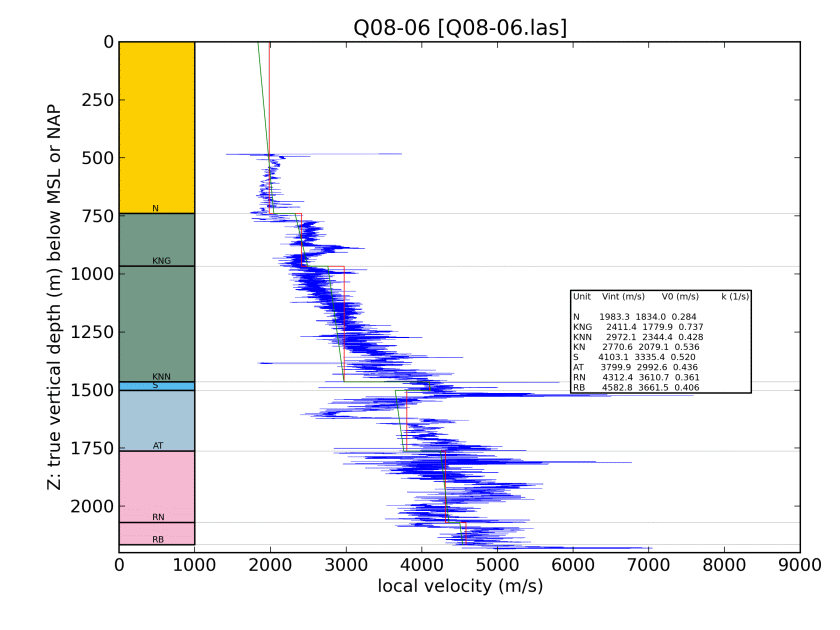 Q08-06 [Q08-06.las]
Z: true vertical depth (m) below MSL or NAP
0
250
500
750
1000
1250
1500
1750
2000
N
KNG
KNN
S
AT
RN
RB
Unit Vint (m/s) V0 (m/s) k (1/s)
N 1983.3 1834.0 0.284
KNG 2411.4 1779.9 0.737
KNN 2972.1 2344.4 0.428
KN 2770.6 2079.1 0.536
S 4103.1 3335.4 0.520
AT 3799.9 2992.6 0.436
RN 4312.4 3610.7 0.361
RB 4582.8 3661.5 0.406
0 1000 2000 3000 4000 5000 6000 7000 8000 9000
local velocity (m/s)